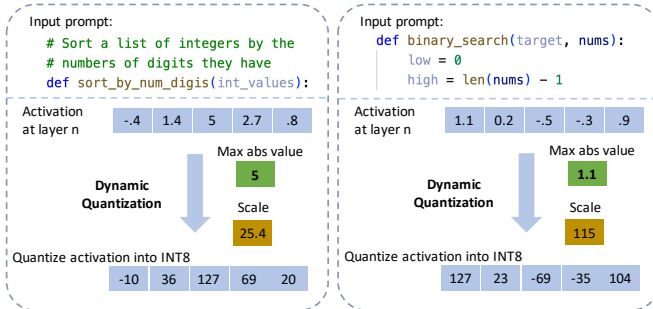 Input prompt:
# Sort a list of integers by the
# numbers of digits they have
def sort_by_num_digis(int_values):
Activation
at layer n
-.4 1.4 5 2.7 .8
Max abs value
5
Dynamic
Quantization
Scale
25.4
Quantize activation into INT8
-10 36 127 69 20
Input prompt:
def binary_search(target, nums):
low = 0
high = len(nums) - 1
Activation
at layer n
1.1 0.2 -.5 -.3 .9
Max abs value
1.1
Dynamic
Quantization
Scale
115
Quantize activation into INT8
127 23 -69 -35 104